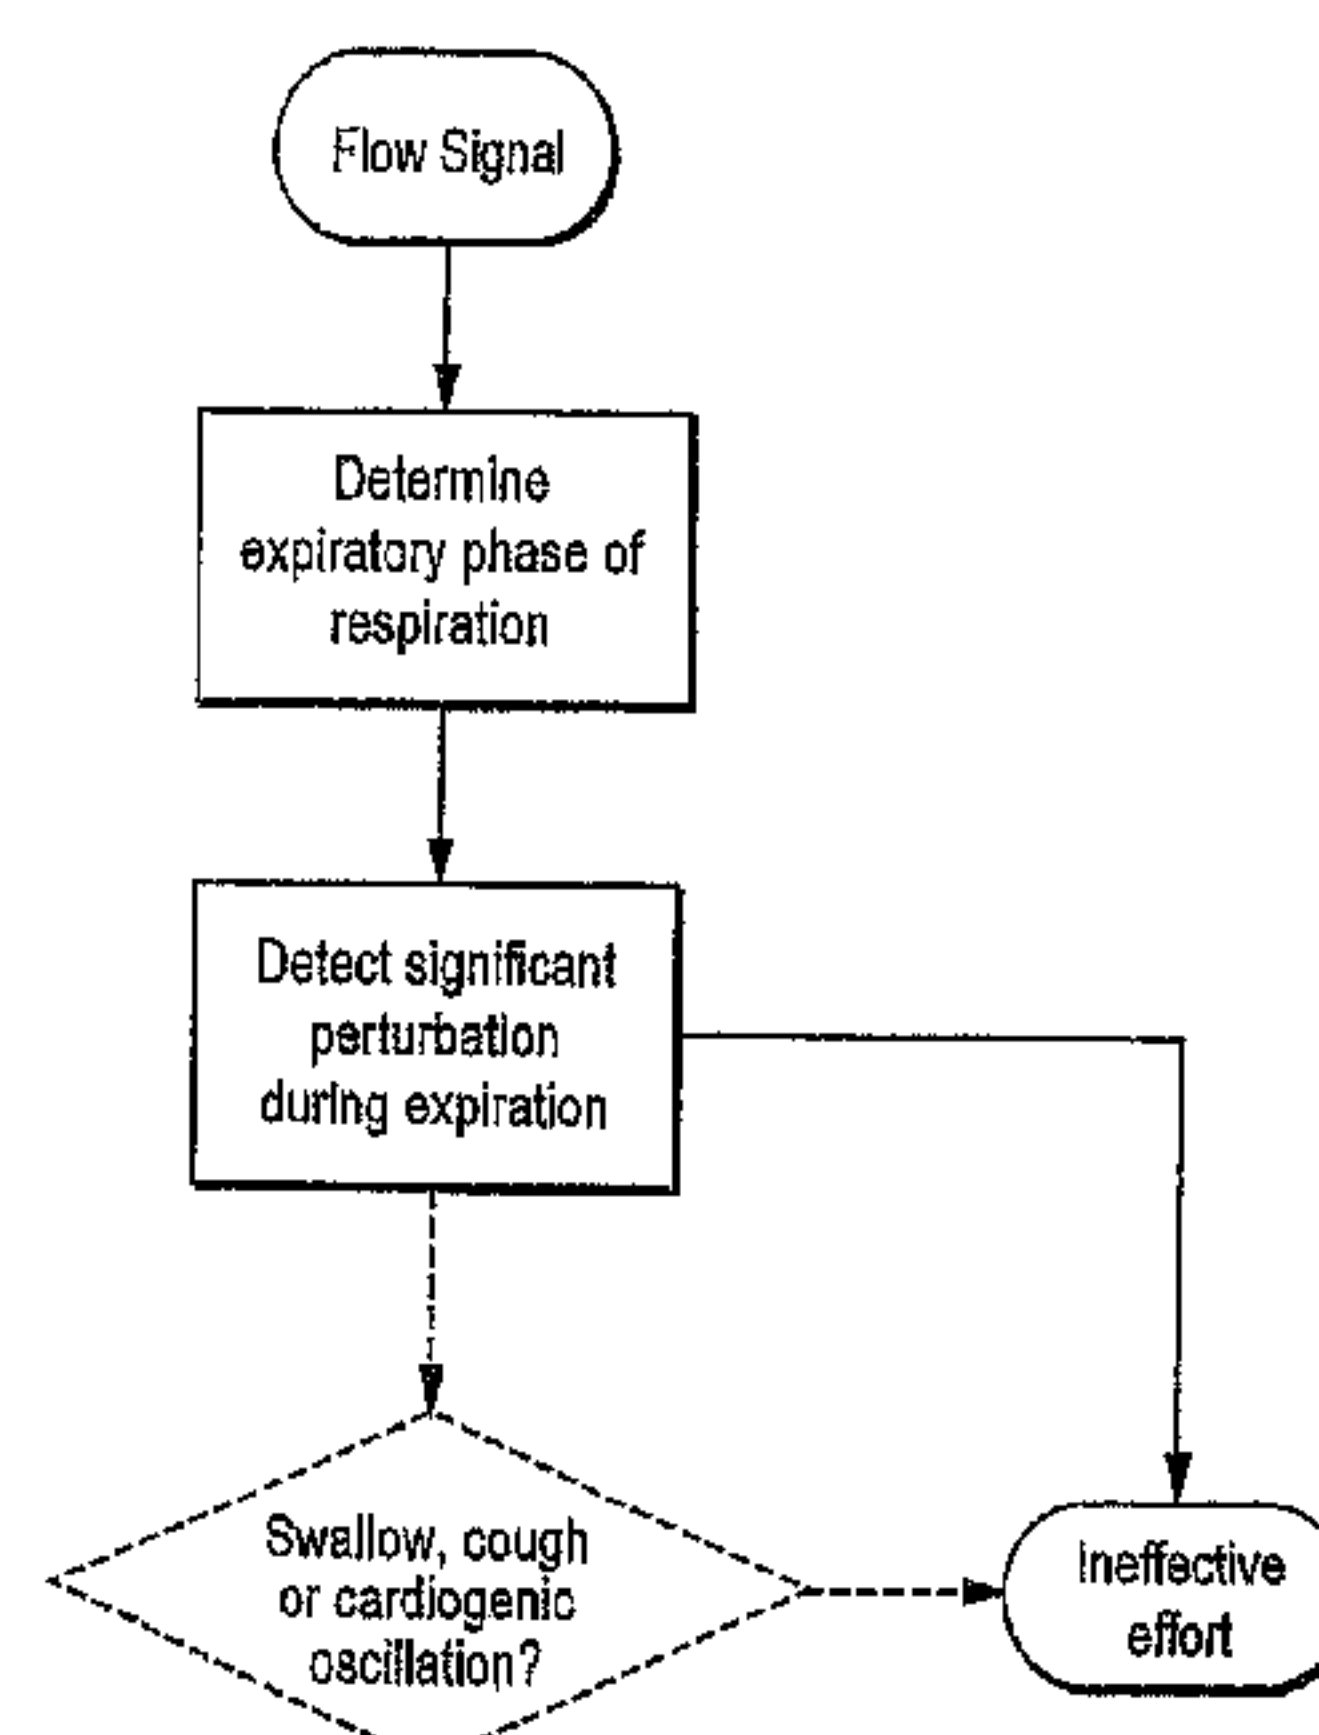 Flow Signal
Determine
expiratory phase of
respiration
Detect significant
perturbation
during expiration
Swallow, cough
or cardiogenic
oscillation?
Ineffective
effort